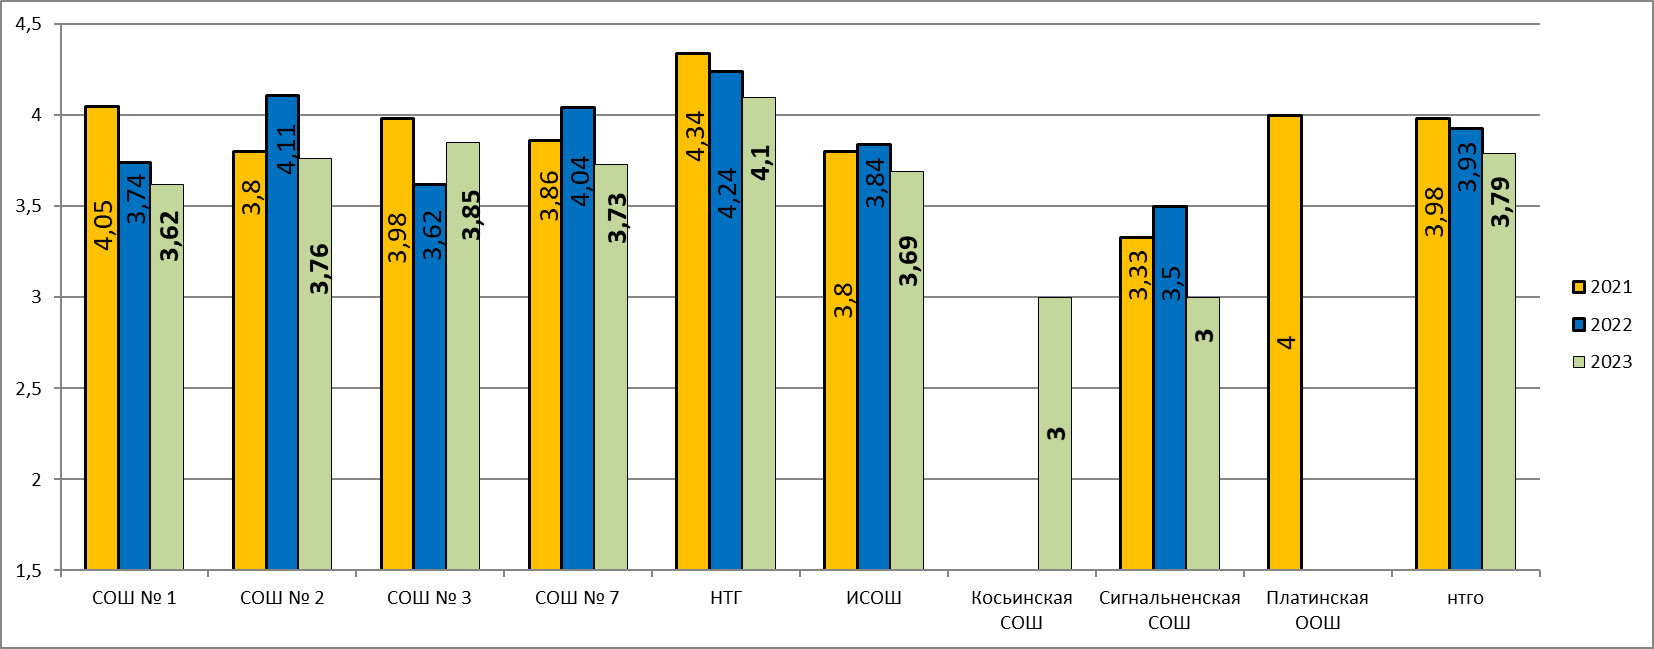 4,5
4
3,5
3
2,5
2
1,5
4,05
3,74
3,62
3,8
4,11
3,76
3,98
3,62
3,85
3,86
4,04
3,73
4,34
4,24
4,1
3,8
3,84
3,69
3
3,33
3,5
3
4
3,98
3,93
3,79
СОШ № 1
СОШ № 2
СОШ № 3
СОШ № 7
НТГ
ИСОШ
Косьинская
СОШ
Сигнальненская
СОШ
Платинская
ООШ
нтго
2021
2022
2023